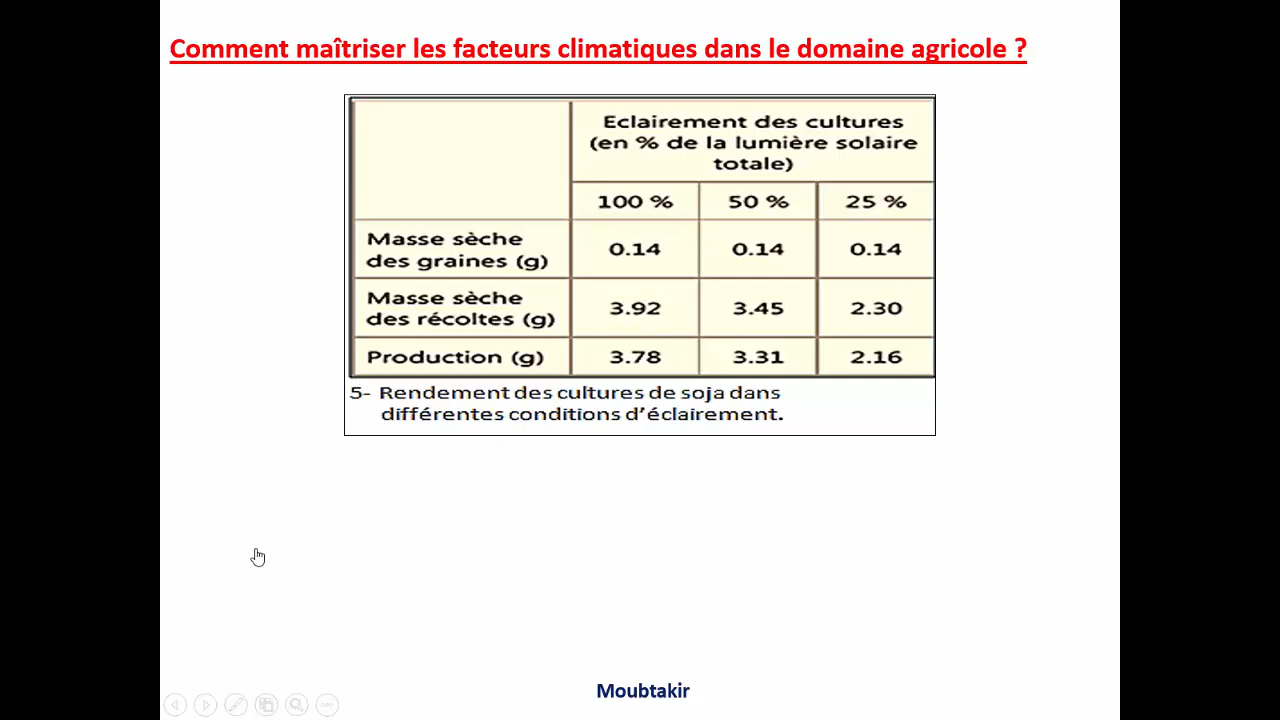 Comment maîtriser les facteurs climatiques dans le domaine agricole ?
Eclairement des cultures
(en % de la lumière solaire
totale)
100 % 50 % 25 %
Masse sèche
des graines (g) 0.14 0.14 0.14
Masse sèche
des récoltes (g) 3.92 3.45 2.30
Production (g) 3.78 3.31 2.16
5- Rendement des cultures de soja dans
différentes conditions d’éclairement.
Moubtakir